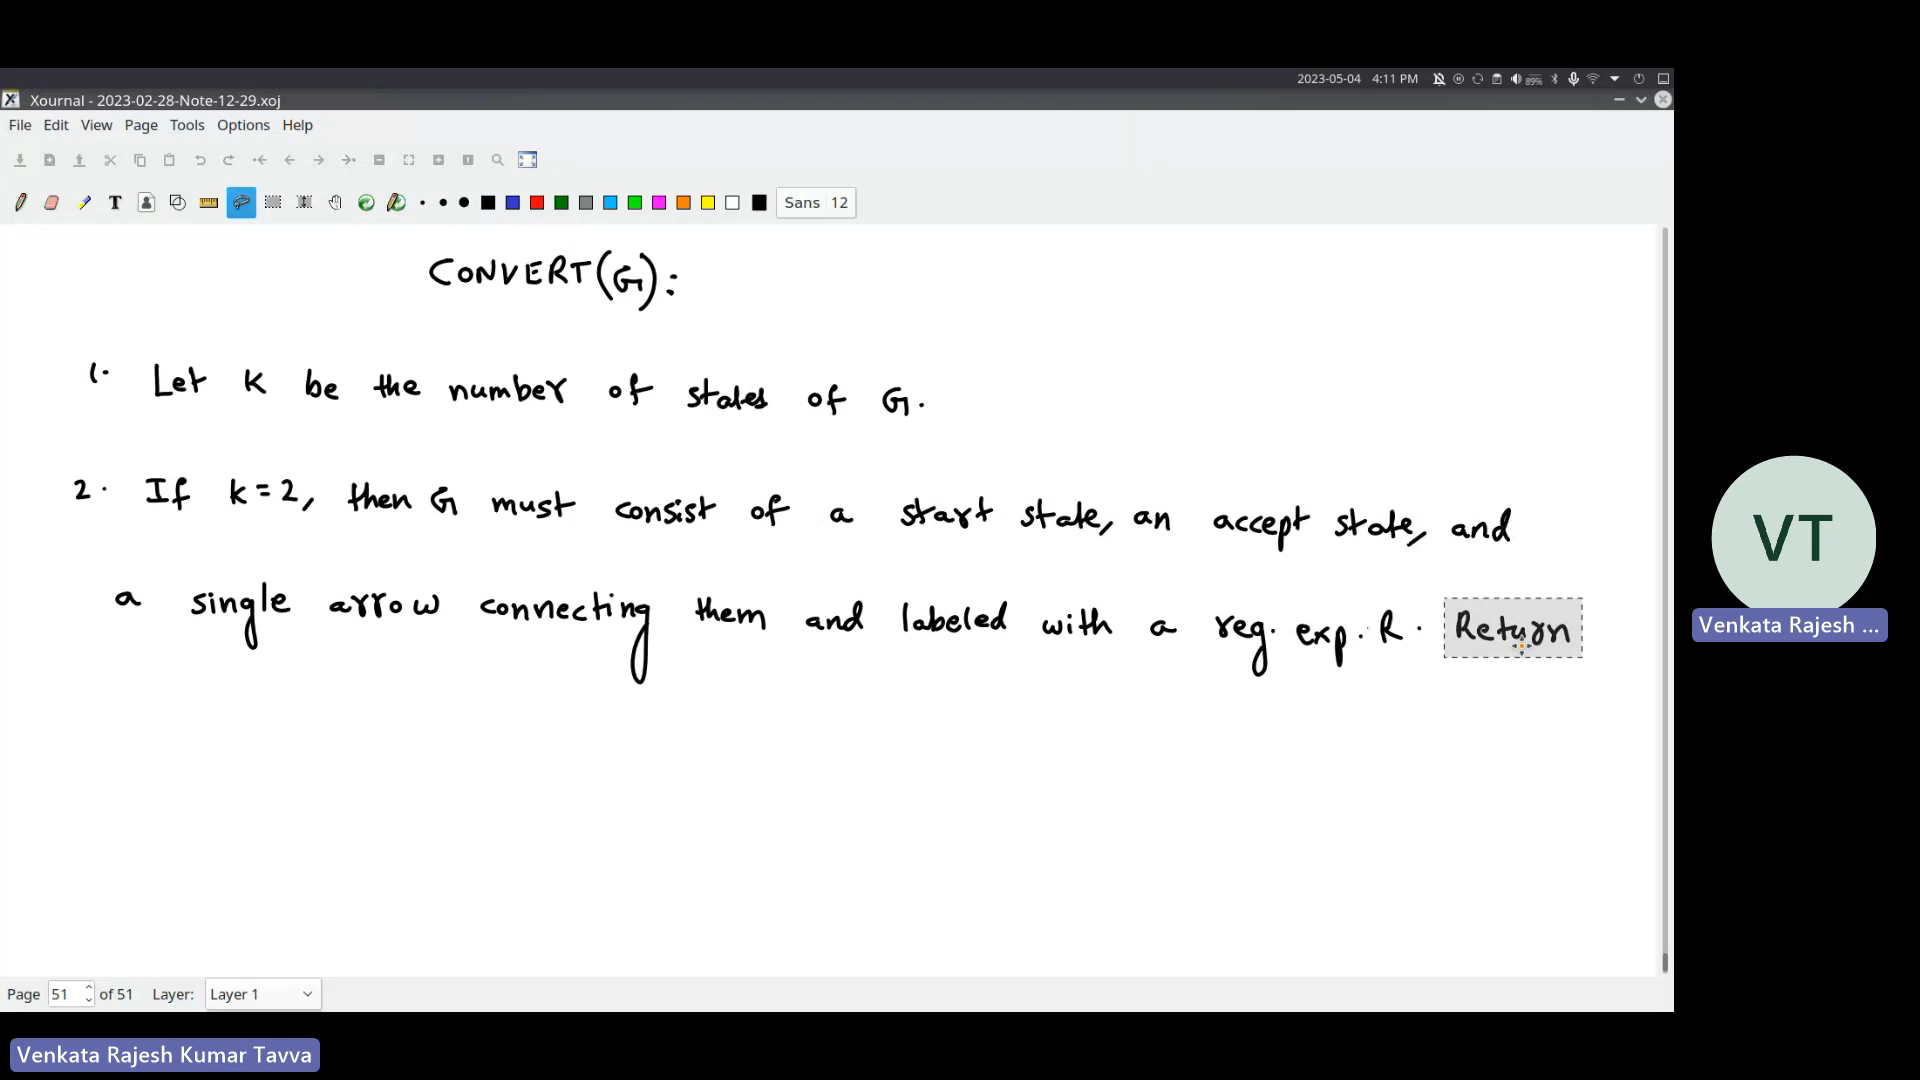 2023-05-04 4:11 PM 89%
Xournal - 2023-02-28-Note-12-29.xoj
File Edit View Page Tools Options Help
T Sans 12
CONVERT(G):
1. Let k be the number of states of G.
2. If k=2, then G must consist of a start state, an accept state, and
a single arrow connecting them and labeled with a reg. exp. R. Return
VT
Venkata Rajesh ...
Page 51 of 51 Layer: Layer 1
Venkata Rajesh Kumar Tavva